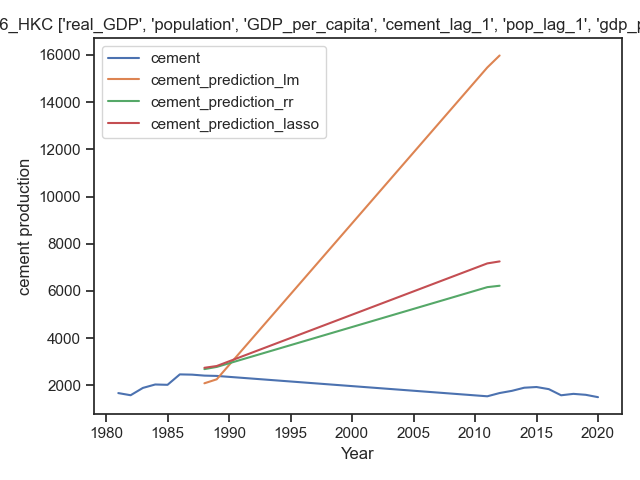 6_HKC ['real_GDP', 'population', 'GDP_per_capita', 'cement_lag_1', 'pop_lag_1', 'gdp_p
16000
14000
12000
10000
8000
6000
4000
2000
cement production
cement
cement_prediction_lm
cement_prediction_rr
cement_prediction_lasso
1980 1985 1990 1995 2000 2005 2010 2015 2020
Year